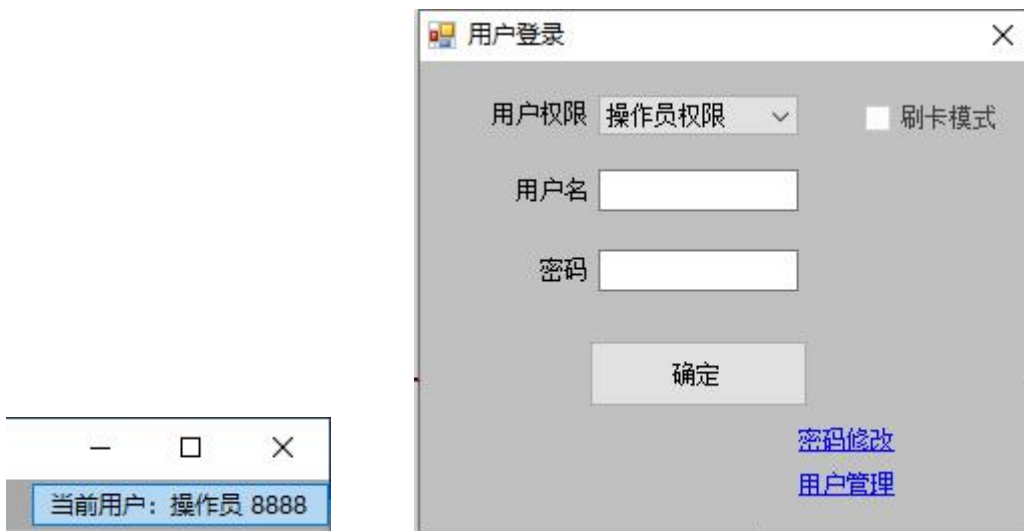 用户登录
用户权限 操作员权限 刷卡模式
用户名
密码
确定
密码修改
用户管理
当前用户：操作员 8888